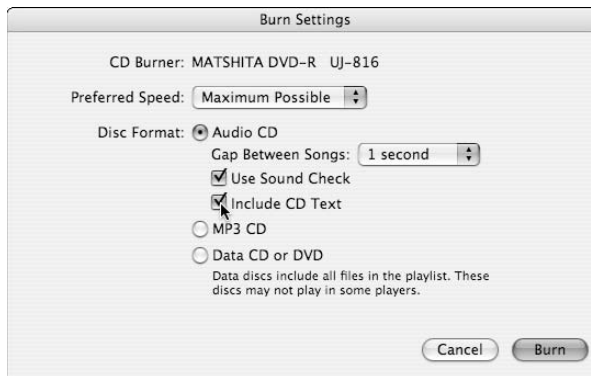 Burn Settings
CD Burner: MATSHITA DVD-R UJ-816
Preferred Speed: Maximum Possible
Disc Format: Audio CD
Gap Between Songs: 1 second
Use Sound Check
Include CD Text
MP3 CD
Data CD or DVD
Data discs include all files in the playlist. These
discs may not play in some players.
Cancel Burn